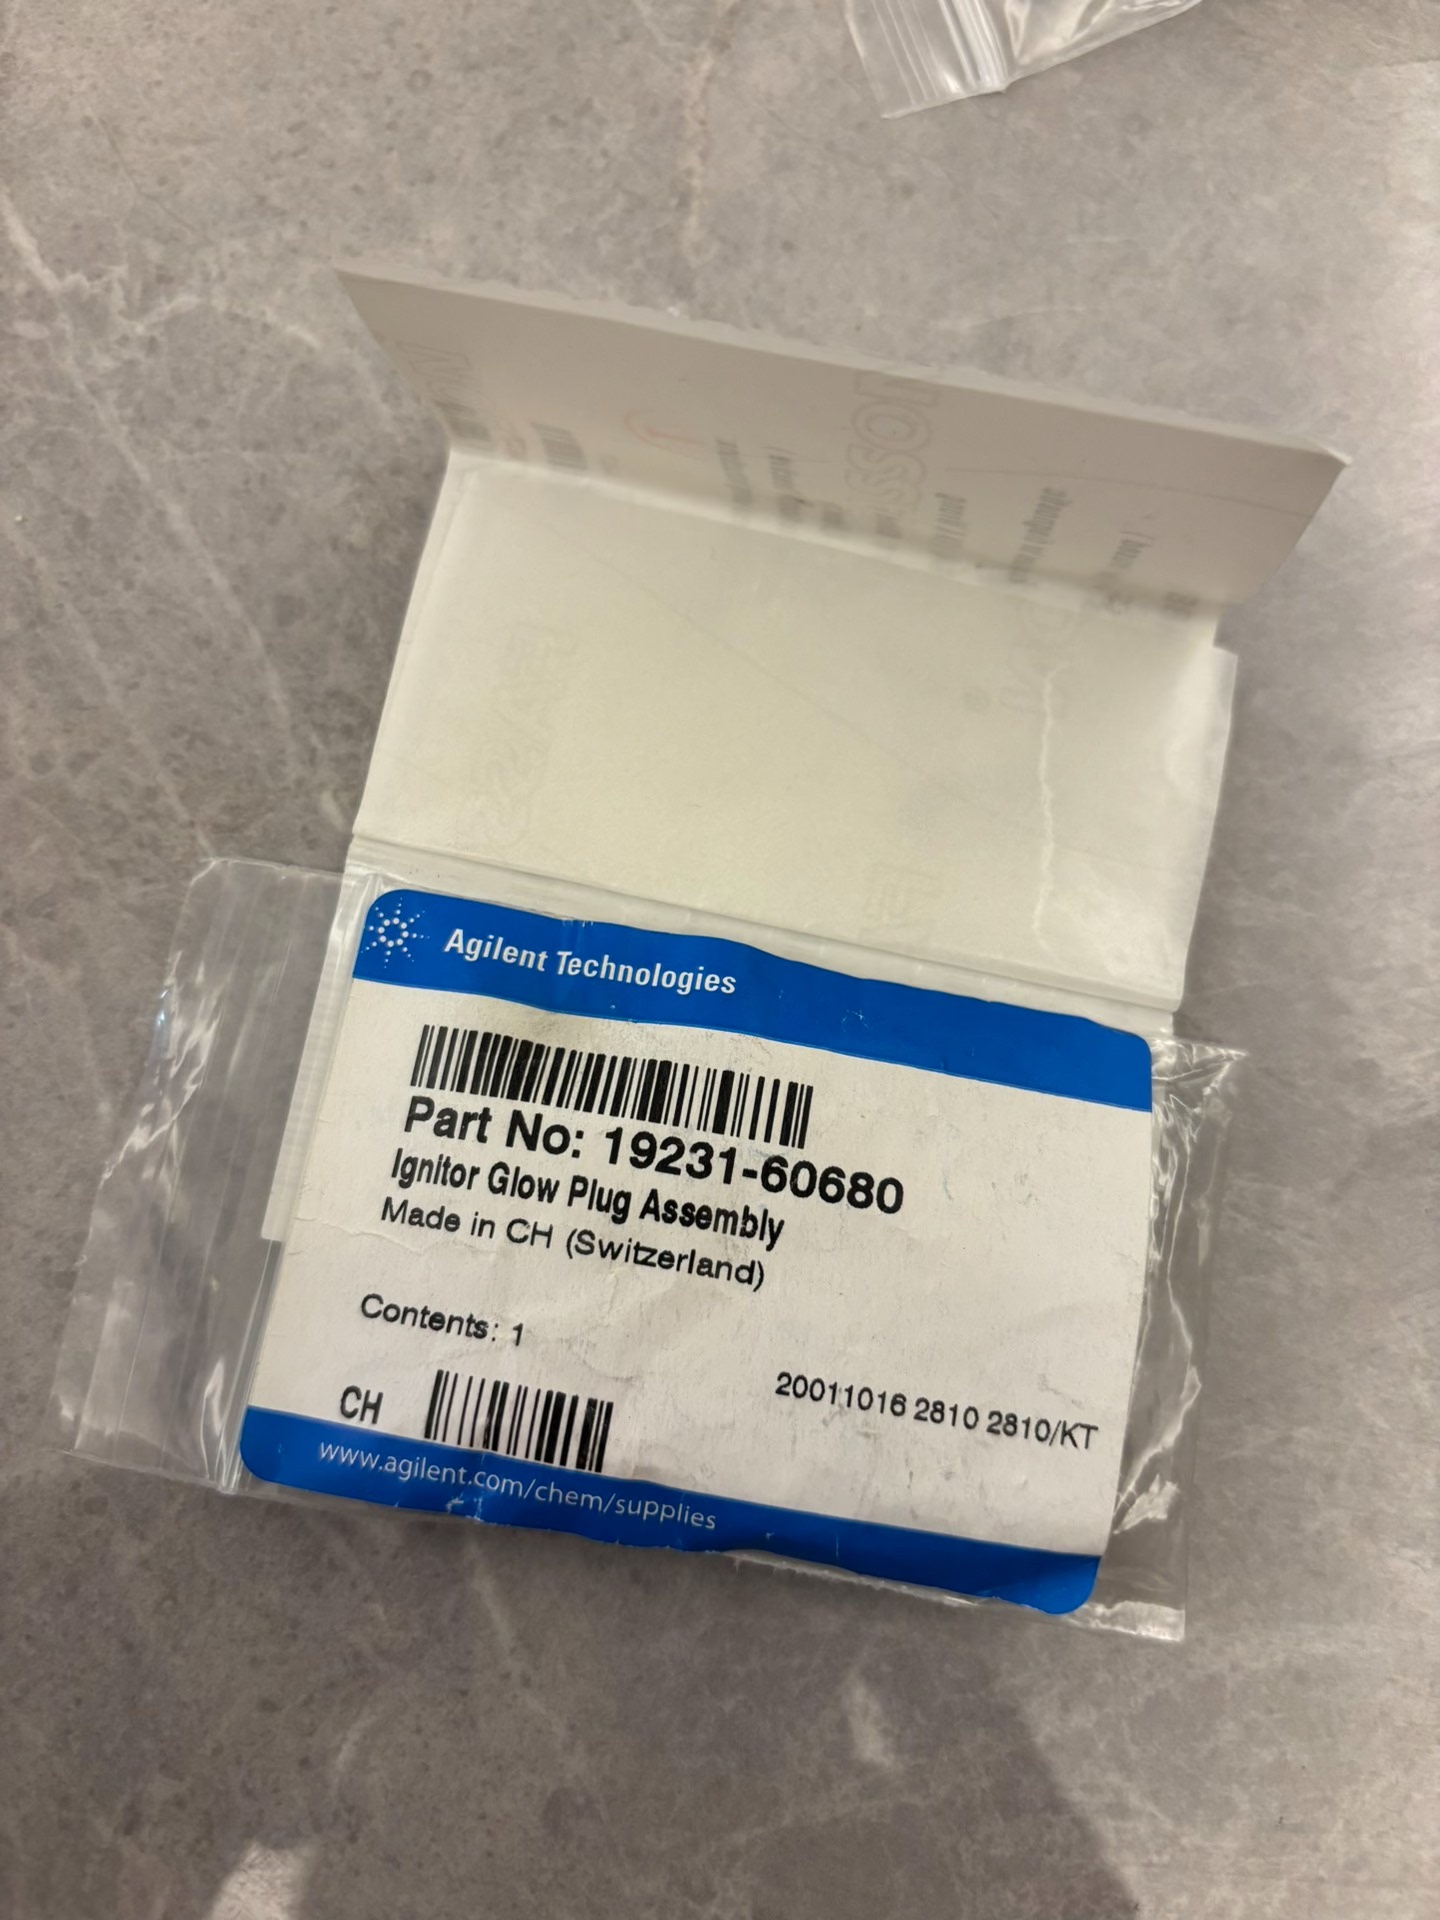 Agilent Technologies
Part No: 19231-60680
Ignitor Glow Plug Assembly
Made in CH (Switzerland)
Contents: 1
20011016 2810 2810/KT
CH
www.agilent.com/chem/supplies